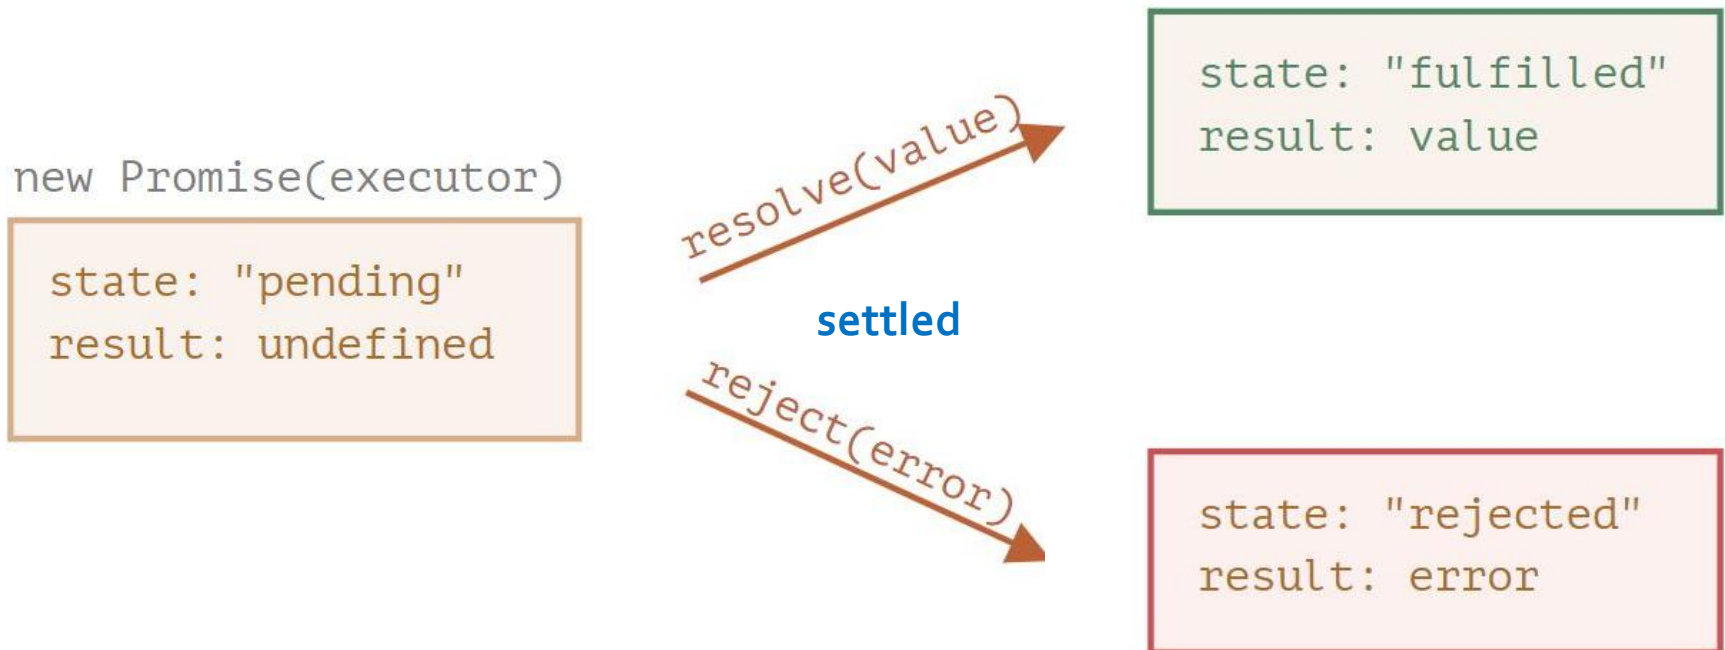 new Promise(executor)
state: "pending"
result: undefined
resolve(value)
settled
reject(error)
state: "fulfilled"
result: value
state: "rejected"
result: error